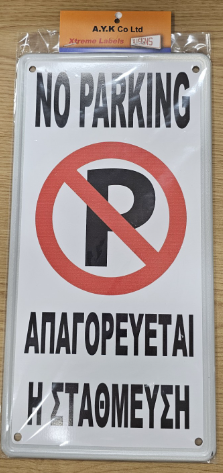 A.Y.K Co Ltd
Xtreme Labels
NO PARKING
P
ΑΠΑΓΟΡΕΥΕΤΑΙ
Η ΣΤΑΘΜΕΥΣΗ